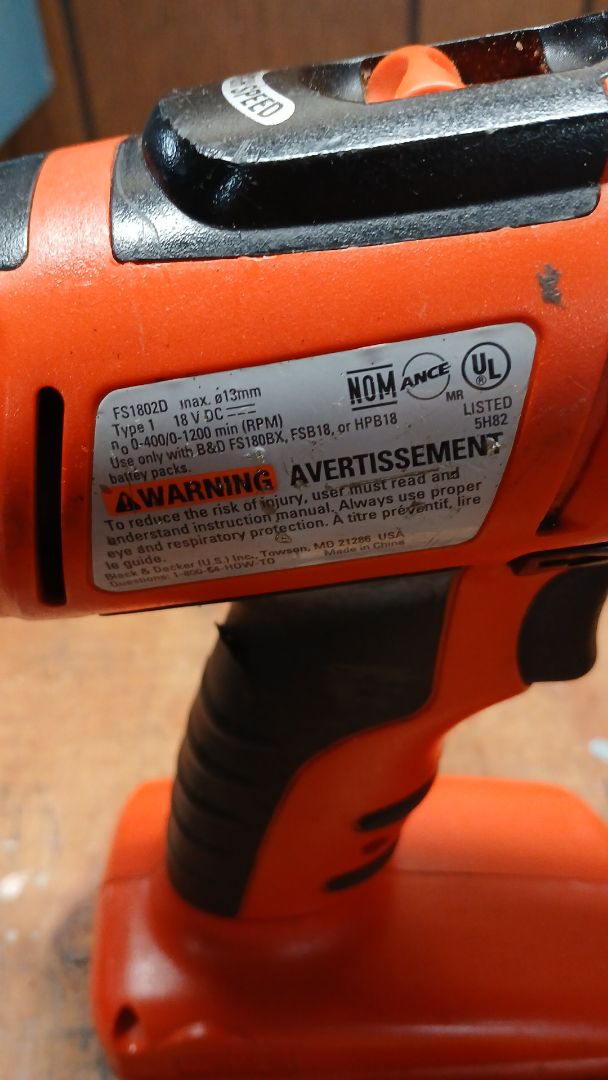 SPEED
FS1802D max. ø13mm
Type 1 18 V DC
n₀ 0-400/0-1200 min (RPM)
Use only with B&D FS180BX, FSB18, or HPB18
battey packs.
NOM ANCE MR UL ®
LISTED
5H82
WARNING AVERTISSEMENT
To reduce the risk of injury, user must read and
understand instruction manual. Always use proper
eye and respiratory protection. A titre préventif, lire
le guide.
Black & Decker (U.S.) Inc., Towson, MD 21286 USA
Questions: 1-800-54-HOW-TO Made in China